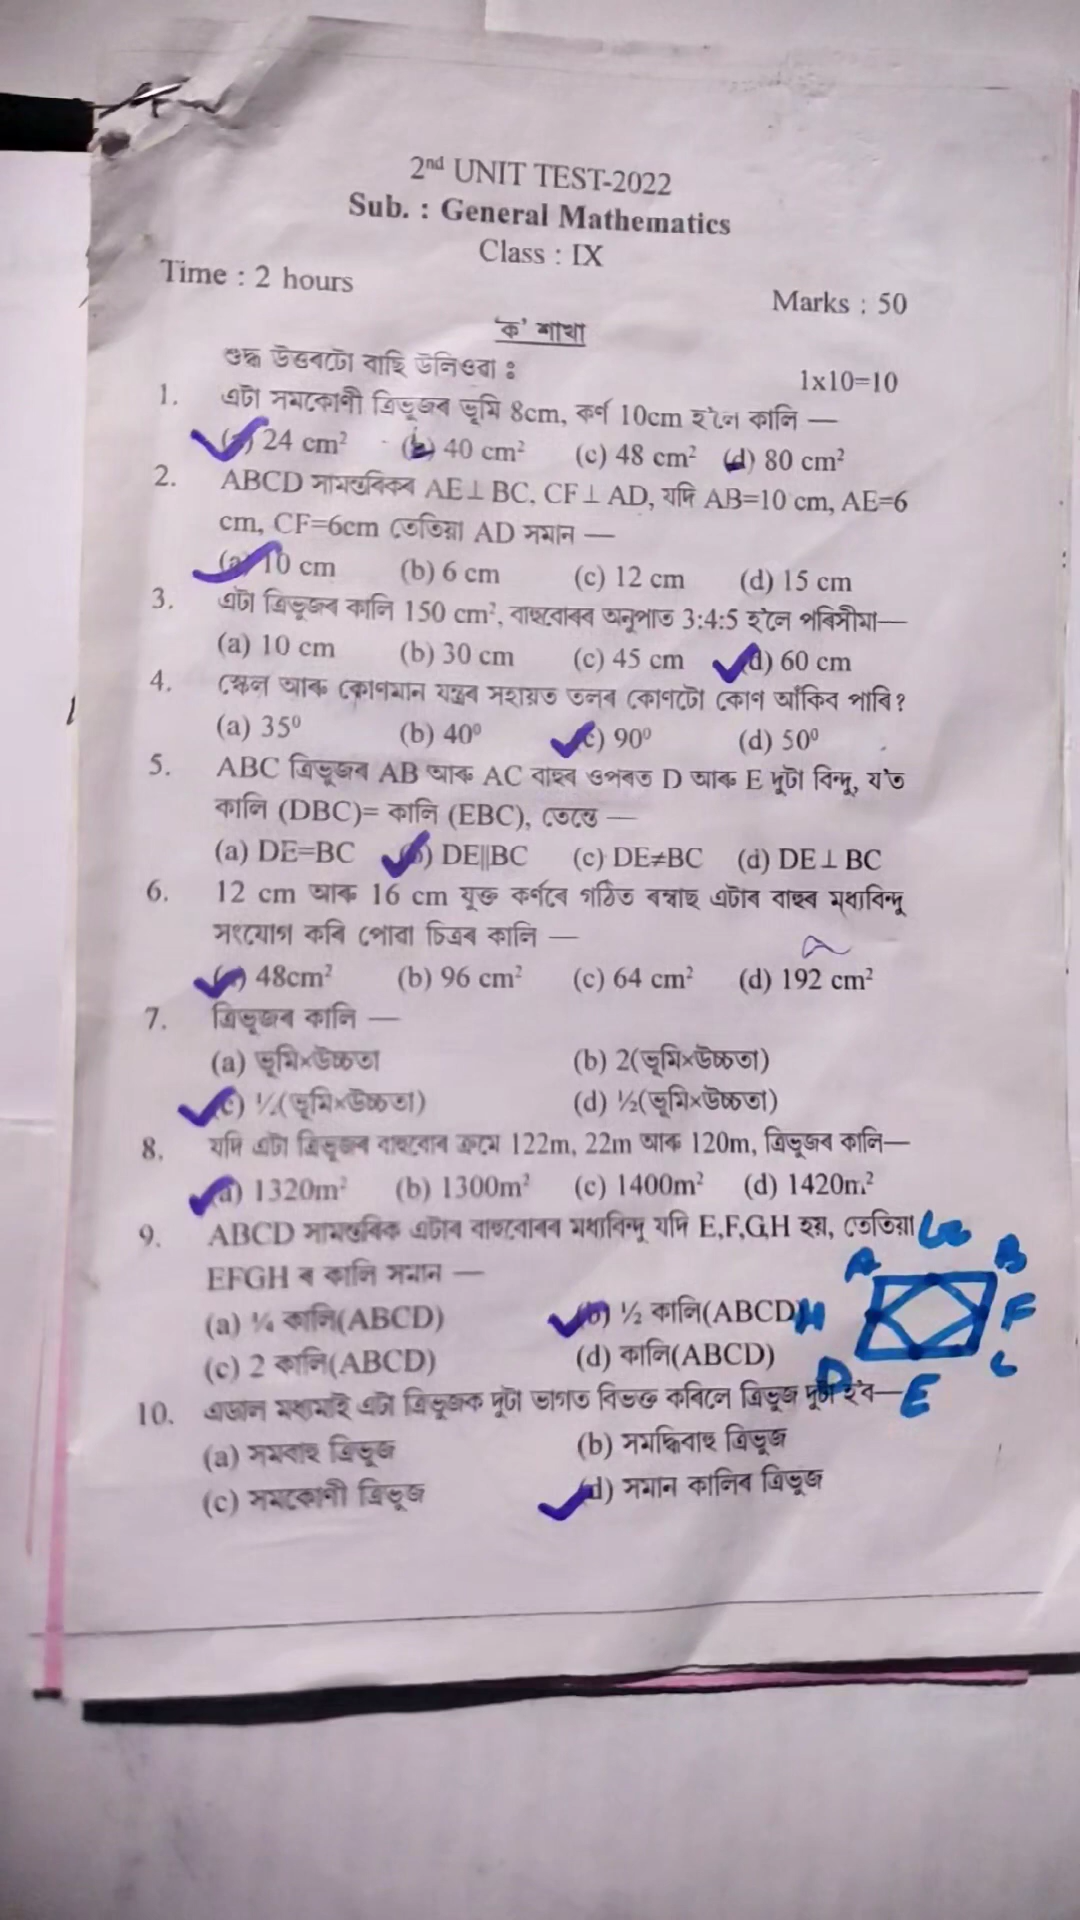 2nd UNIT TEST-2022
Sub. : General Mathematics
Class : IX
Time : 2 hours
Marks : 50
'ক' শাখা
শুদ্ধ উত্তৰটো বাছি উলিওৱা :
1x10=10
1. এটা সমকোণী ত্ৰিভূজৰ ভূমি 8cm, কৰ্ণ 10cm হ'লে কালি —
(a) 24 cm² (b) 40 cm² (c) 48 cm² (d) 80 cm²
2. ABCD সামন্তৰিকৰ AE⊥BC, CF⊥AD, যদি AB=10 cm, AE=6
cm, CF=6cm তেতিয়া AD সমান —
(a) 10 cm (b) 6 cm (c) 12 cm (d) 15 cm
3. এটা ত্ৰিভূজৰ কালি 150 cm², বাহুবোৰৰ অনুপাত 3:4:5 হ'লে পৰিসীমা—
(a) 10 cm (b) 30 cm (c) 45 cm (d) 60 cm
4. স্কেল আৰু কোণমান যন্ত্ৰৰ সহায়ত তলৰ কোণটো কোণ আঁকিব পাৰি?
(a) 35⁰ (b) 40⁰ (c) 90⁰ (d) 50⁰
5. ABC ত্ৰিভূজৰ AB আৰু AC বাহুৰ ওপৰত D আৰু E দুটা বিন্দু, য'ত
কালি (DBC)= কালি (EBC), তেন্তে —
(a) DE=BC (b) DE||BC (c) DE≠BC (d) DE⊥BC
6. 12 cm আৰু 16 cm যুক্ত কৰ্ণৰে গঠিত ৰম্বাছ এটাৰ বাহুৰ মধ্যবিন্দু
সংযোগ কৰি পোৱা চিত্ৰৰ কালি —
(a) 48cm² (b) 96 cm² (c) 64 cm² (d) 192 cm²
7. ত্ৰিভূজৰ কালি —
(a) ভূমি×উচ্চতা (b) 2(ভূমি×উচ্চতা)
(c) ½(ভূমি×উচ্চতা) (d) ½(ভূমি×উচ্চতা)
8. যদি এটা ত্ৰিভূজৰ বাহুবোৰ ক্ৰমে 122m, 22m আৰু 120m, ত্ৰিভূজৰ কালি—
(a) 1320m² (b) 1300m² (c) 1400m² (d) 1420m²
9. ABCD সামন্তৰিক এটাৰ বাহুবোৰৰ মধ্যবিন্দু যদি E,F,G,H হয়, তেতিয়া
EFGH ৰ কালি সমান —
A B
(a) ¼ কালি(ABCD) (b) ½ কালি(ABCD) H F
(c) 2 কালি(ABCD) (d) কালি(ABCD) D C
10. এডাল মধ্যমাই এটা ত্ৰিভূজক দুটা ভাগত বিভক্ত কৰিলে ত্ৰিভূজ দুটা হ'ব— E
(a) সমবাহু ত্ৰিভূজ (b) সমদ্ধিবাহু ত্ৰিভূজ
(c) সমকোণী ত্ৰিভূজ (d) সমান কালিৰ ত্ৰিভূজ